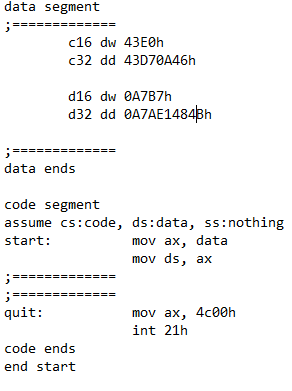 data segment
;=============
c16 dw 43E0h
c32 dd 43D70A46h
d16 dw 0A7B7h
d32 dd 0A7AE1484Bh
;=============
data ends
code segment
assume cs:code, ds:data, ss:nothing
start: mov ax, data
mov ds, ax
;=============
;=============
quit: mov ax, 4c00h
int 21h
code ends
end start